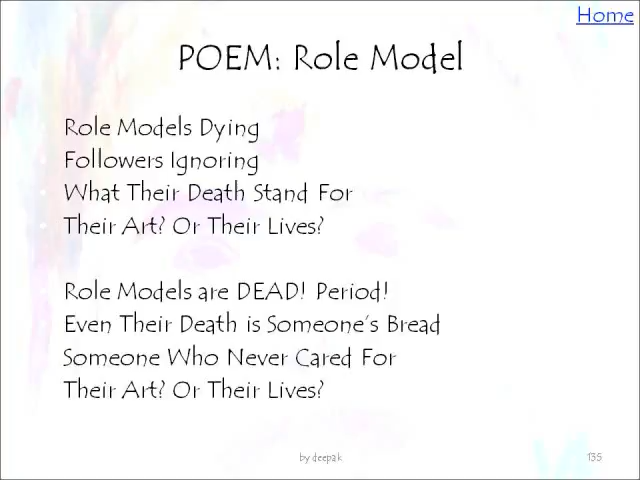 Home
POEM: Role Model
Role Models Dying
Followers Ignoring
What Their Death Stand For
Their Art? Or Their Lives?
Role Models are DEAD! Period!
Even Their Death is Someone's Bread
Someone Who Never Cared For
Their Art? Or Their Lives?
by deepak
135